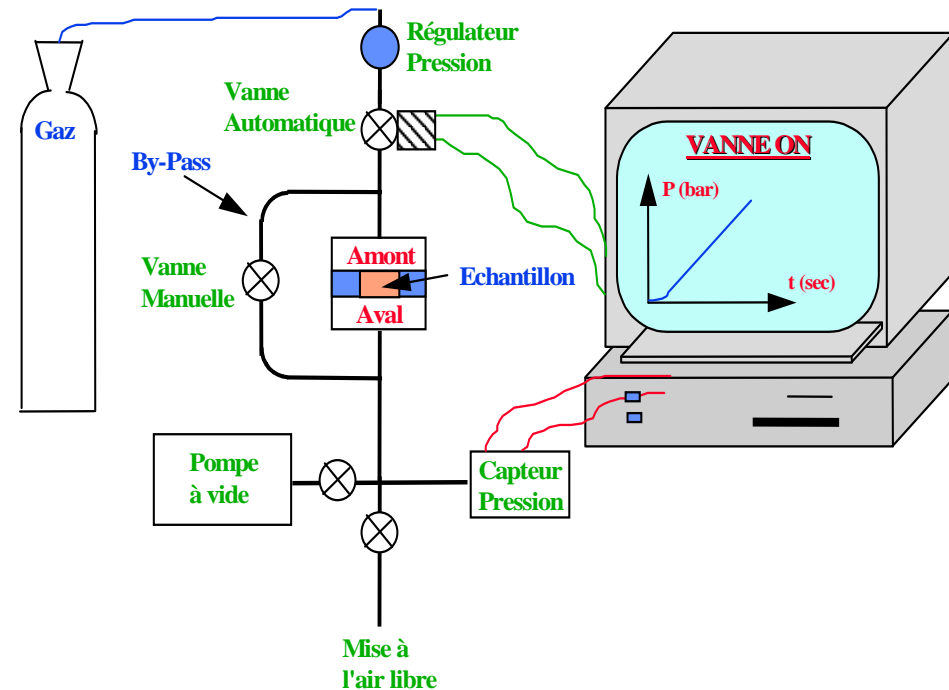 Régulateur
Pression
Vanne
Automatique
Gaz
By-Pass
VANNE ON
P (bar)
t (sec)
Vanne
Manuelle
Amont
Echantillon
Aval
Pompe
à vide
Capteur
Pression
Mise à
l'air libre